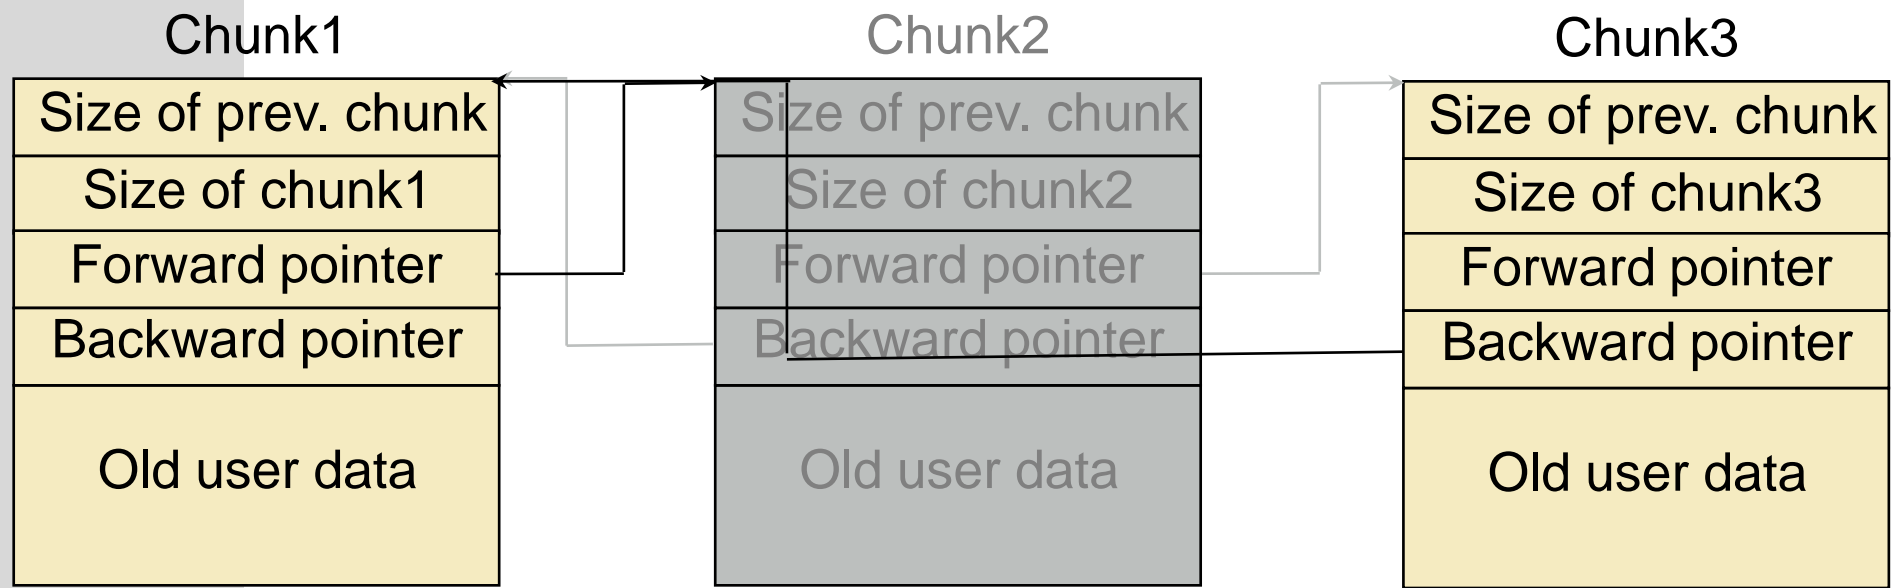 Chunk1
Size of prev. chunk
Size of chunk1
Forward pointer
Backward pointer
Old user data
Chunk2
Size of prev. chunk
Size of chunk2
Forward pointer
Backward pointer
Old user data
Chunk3
Size of prev. chunk
Size of chunk3
Forward pointer
Backward pointer
Old user data